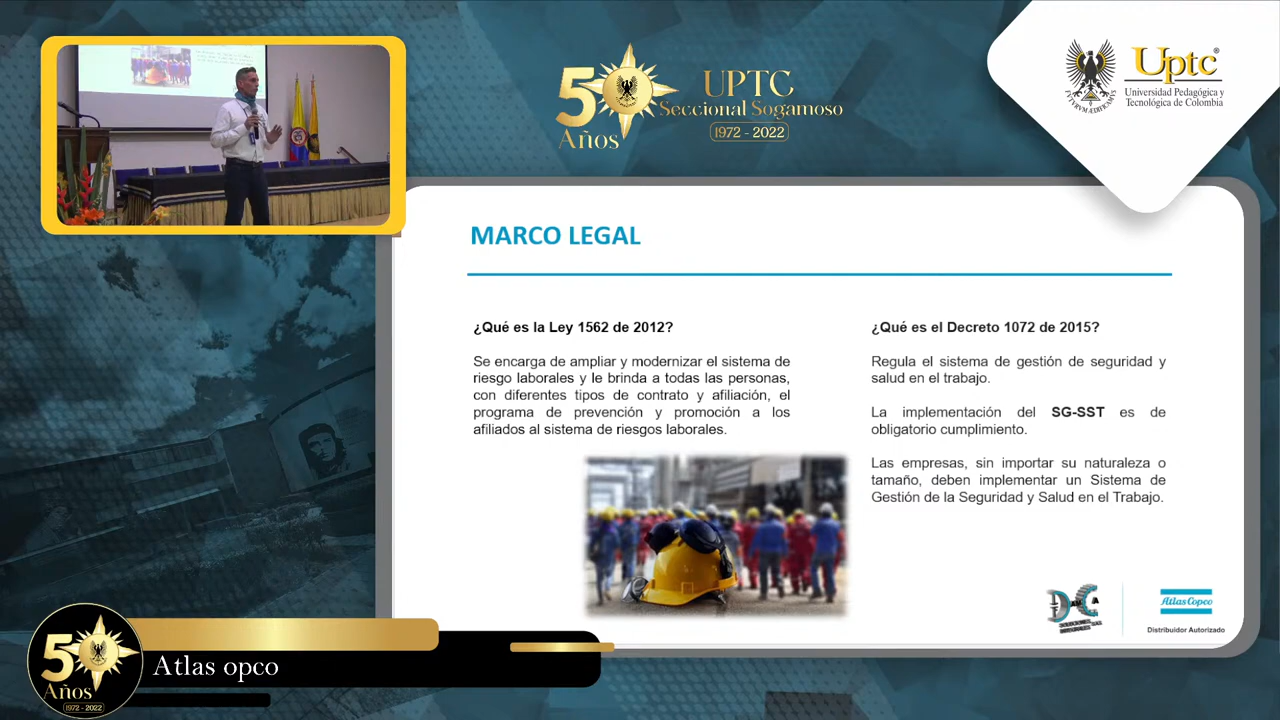 50
Años
UPTC
Seccional Sogamoso
1972 - 2022
Uptc®
Universidad Pedagógica y
Tecnológica de Colombia
MARCO LEGAL
¿Qué es la Ley 1562 de 2012?
Se encarga de ampliar y modernizar el sistema de
riesgo laborales y le brinda a todas las personas,
con diferentes tipos de contrato y afiliación, el
programa de prevención y promoción a los
afiliados al sistema de riesgos laborales.
¿Qué es el Decreto 1072 de 2015?
Regula el sistema de gestión de seguridad y
salud en el trabajo.
La implementación del SG-SST es de
obligatorio cumplimiento.
Las empresas, sin importar su naturaleza o
tamaño, deben implementar un Sistema de
Gestión de la Seguridad y Salud en el Trabajo.
Atlas Copco
Distribuidor Autorizado
50
Años
1972 - 2022
Atlas opco